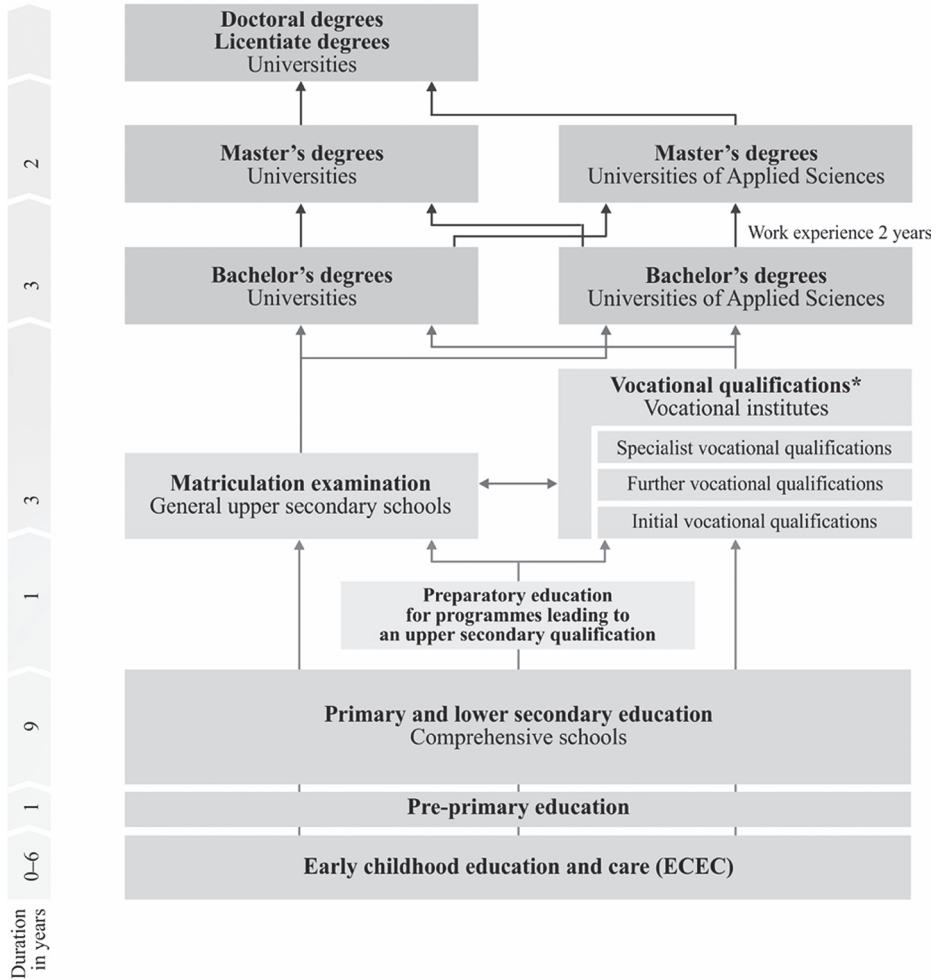 Doctoral degrees
Licentiate degrees
Universities
2
Master's degrees
Universities
Master's degrees
Universities of Applied Sciences
Work experience 2 years
3
Bachelor's degrees
Universities
Bachelor's degrees
Universities of Applied Sciences
Vocational qualifications*
Vocational institutes
Specialist vocational qualifications
Further vocational qualifications
Initial vocational qualifications
3
Matriculation examination
General upper secondary schools
1
Preparatory education
for programmes leading to
an upper secondary qualification
9
Primary and lower secondary education
Comprehensive schools
1
Pre-primary education
0–6
Early childhood education and care (ECEC)
Duration
in years